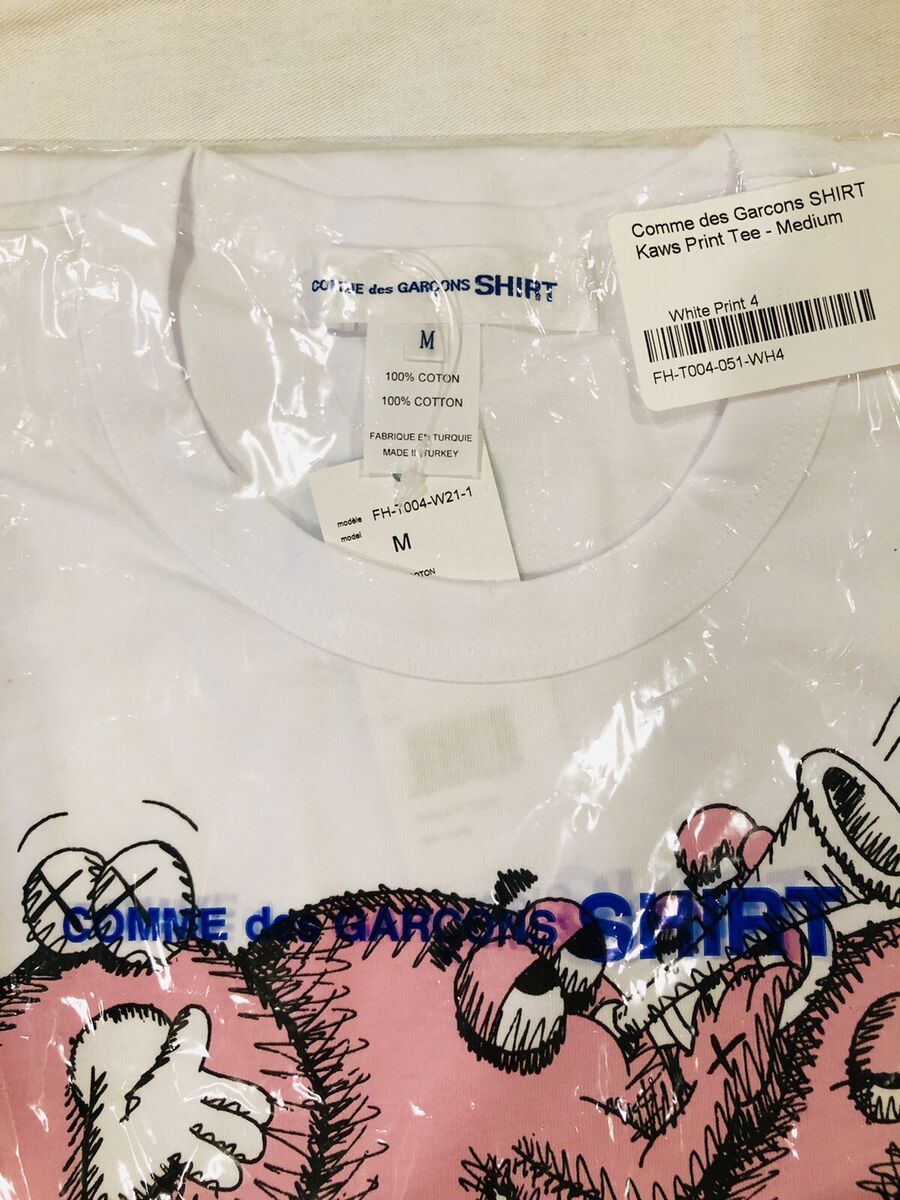 Comme des Garcons SHIRT
Kaws Print Tee - Medium
White Print 4
FH-T004-051-WH4
COMME des GARÇONS SHIRT
M
100% COTON
100% COTTON
FABRIQUE EN TURQUIE
MADE IN TURKEY
modèle FH-T004-W21-1
model
M
COTON
COMME des GARÇONS SHIRT